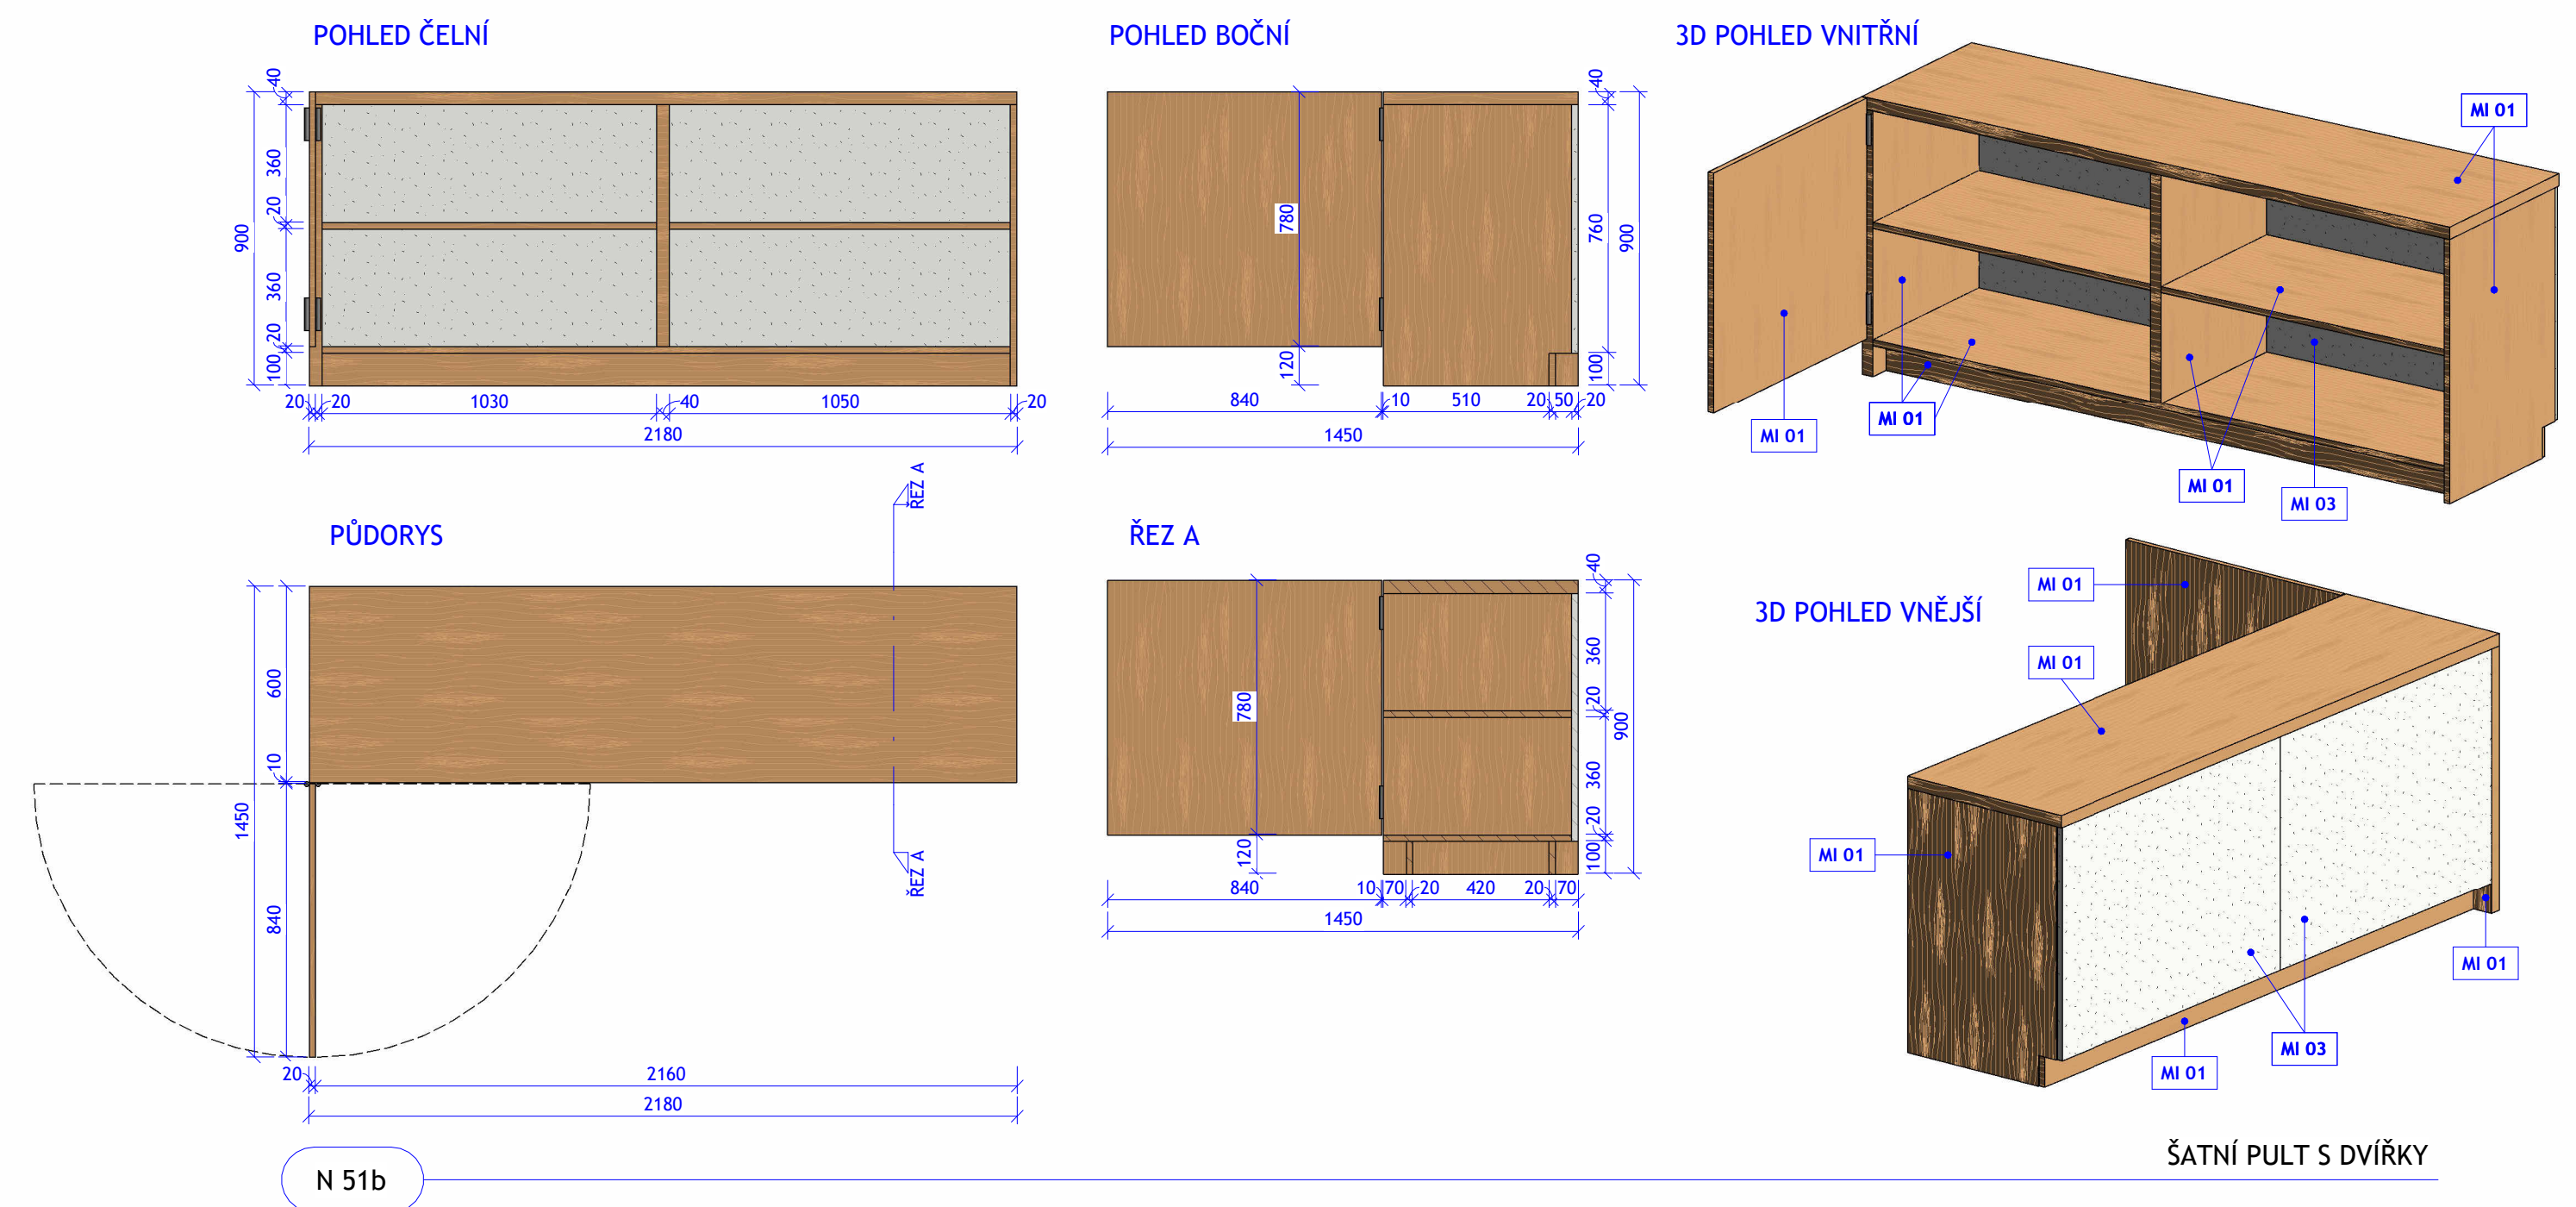 POHLED ČELNÍ
40
360
20
360
20
100
900
20
20
1030
40
1050
20
2180
POHLED BOČNÍ
780
120
40
760
100
900
840
10
510
20
50
20
1450
3D POHLED VNITŘNÍ
MI 01
MI 01
MI 01
MI 01
MI 03
PŮDORYS
ŘEZ A
ŘEZ A
600
10
840
1450
20
2160
2180
ŘEZ A
780
120
40
360
20
360
20
100
900
840
10
70
20
420
20
70
1450
3D POHLED VNĚJŠÍ
MI 01
MI 01
MI 01
MI 01
MI 03
MI 01
N 51b
ŠATNÍ PULT S DVÍŘKY